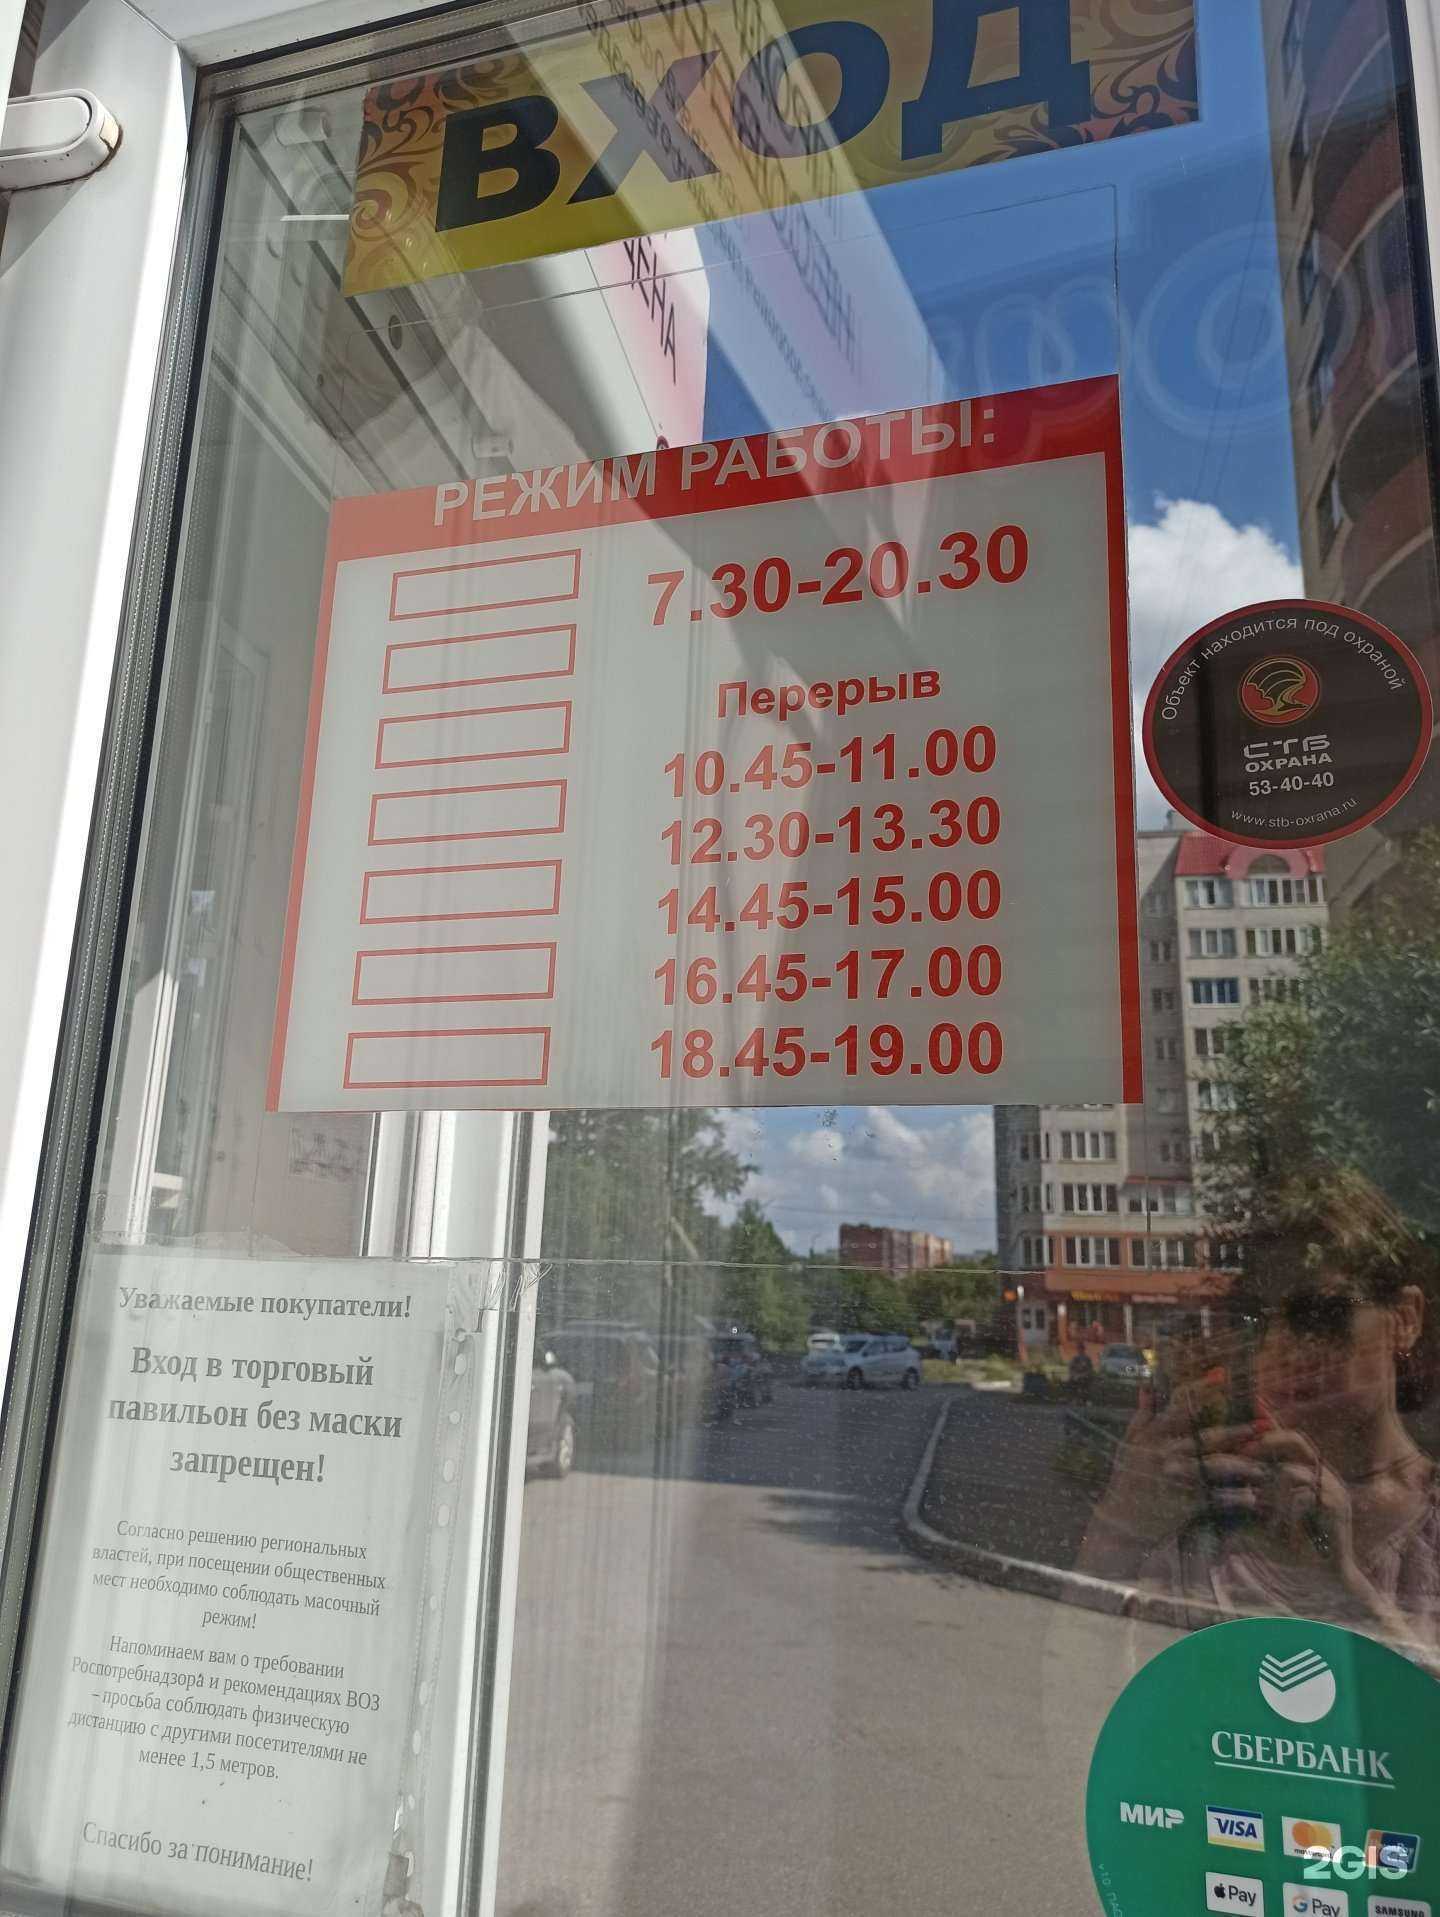 ВХОД
РЕЖИМ РАБОТЫ:
7.30-20.30
Перерыв
10.45-11.00
12.30-13.30
14.45-15.00
16.45-17.00
18.45-19.00
Объект находится под охраной
СТБ
ОХРАНА
53-40-40
www.stb-oxrana.ru
Уважаемые покупатели!
Вход в торговый
павильон без маски
запрещен!
Согласно решению региональных
властей, при посещении общественных
мест необходимо соблюдать масочный
режим!
Напоминаем вам о требовании
Роспотребнадзора и рекомендациях ВОЗ
– просьба соблюдать физическую
дистанцию с другими посетителями не
менее 1,5 метров.
Спасибо за понимание!
СБЕРБАНК
МИР
VISA
mastercard
Pay
G Pay
SAMSUNG
2GIS